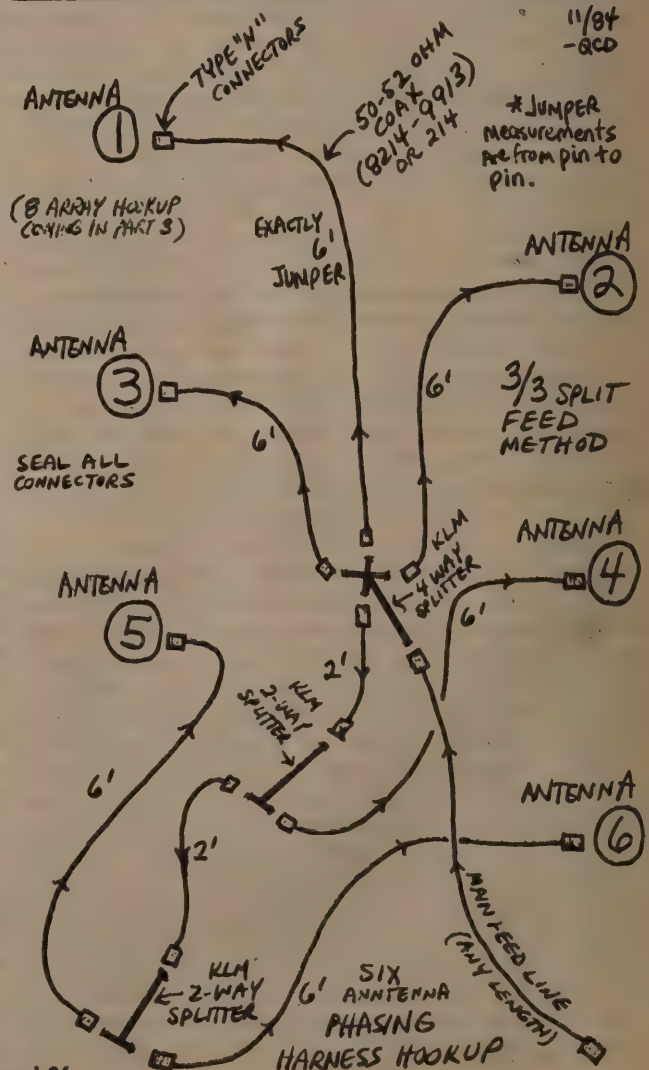 11/84
-QCD
TYPE "N"
CONNECTORS
ANTENNA
1
50-52 OHM
COAX
(8214-9913)
OR 214
*JUMPER
measurements
are from pin to
pin.
(8 ARRAY HOOKUP
COMING IN PART 3)
EXACTLY
6'
JUMPER
ANTENNA
2
ANTENNA
3
6'
6'
3/3 SPLIT
FEED
METHOD
SEAL ALL
CONNECTORS
KLM
4 WAY
SPLITTER
ANTENNA
4
6'
ANTENNA
5
2'
KLM
2-WAY
SPLITTER
6'
2'
ANTENNA
6
MAIN FEED LINE
(ANY LENGTH)
KLM
2-WAY
SPLITTER
6'
SIX
ANNTENNA
PHASING
HARNESS HOOKUP